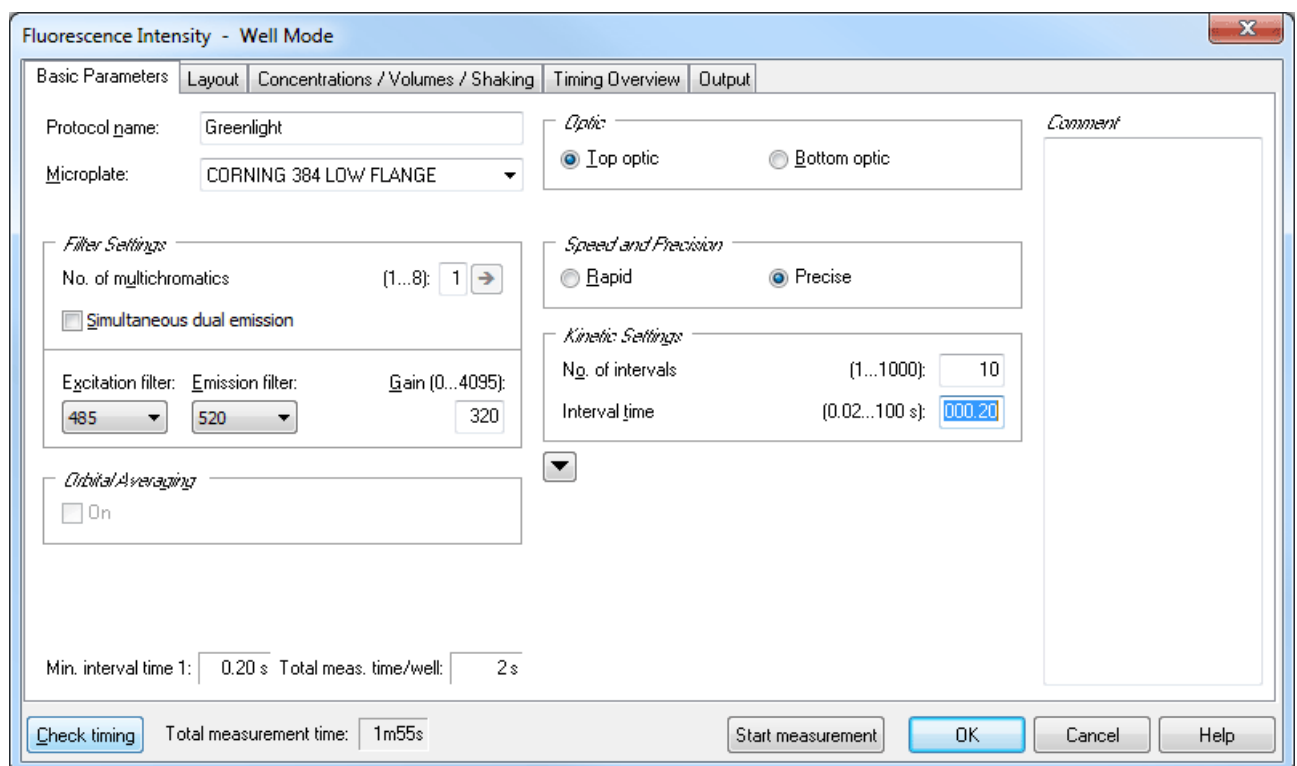 Fluorescence Intensity - Well Mode
Basic Parameters Layout Concentrations / Volumes / Shaking Timing Overview Output
Protocol name: Greenlight
Microplate: CORNING 384 LOW FLANGE
Optic
Top optic Bottom optic
Comment
Filter Settings
No. of multichromatics (1...8): 1
Simultaneous dual emission
Excitation filter: Emission filter: Gain (0...4095):
485 520 320
Speed and Precision
Rapid Precise
Kinetic Settings
No. of intervals (1...1000): 10
Interval time (0.02...100 s): 000.20
Orbital Averaging
On
Min. interval time 1: 0.20 s Total meas. time/well: 2 s
Check timing Total measurement time: 1m55s Start measurement OK Cancel Help